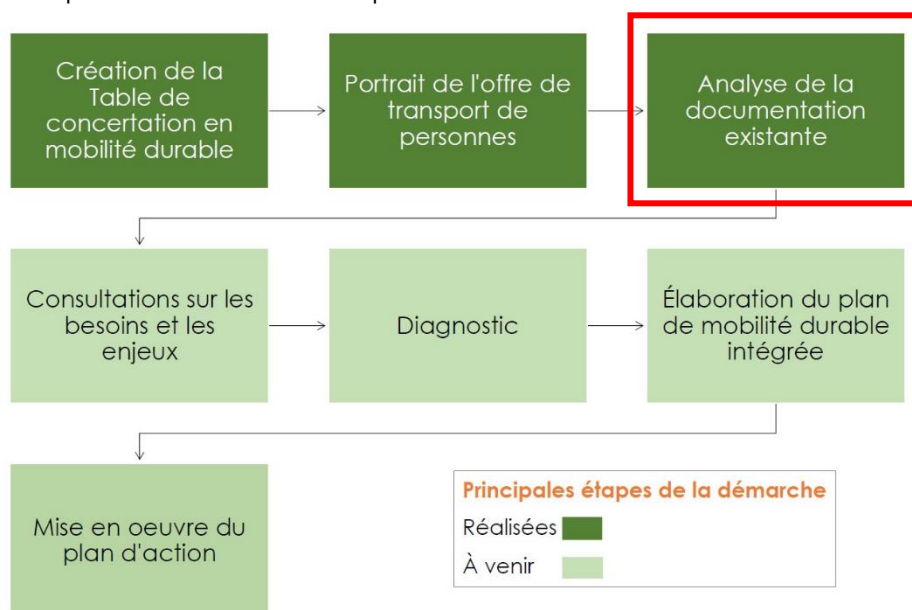 Création de la
Table de
concertation en
mobilité durable
Portrait de l'offre de
transport de
personnes
Analyse de la
documentation
existante
Consultations sur les
besoins et les
enjeux
Diagnostic
Élaboration du plan
de mobilité durable
intégrée
Mise en oeuvre du
plan d'action
Principales étapes de la démarche
Réalisées
À venir